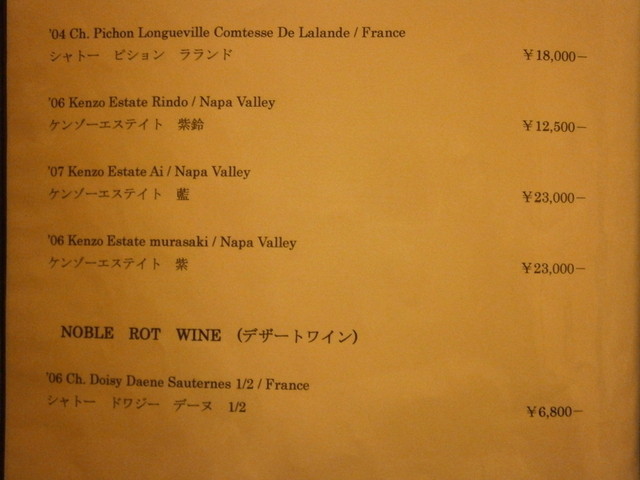 '04 Ch. Pichon Longueville Comtesse De Lalande / France
シャトー　ピション　ラランド　￥18,000−
'06 Kenzo Estate Rindo / Napa Valley
ケンゾーエステイト　紫鈴　￥12,500−
'07 Kenzo Estate Ai / Napa Valley
ケンゾーエステイト　藍　￥23,000−
'06 Kenzo Estate murasaki / Napa Valley
ケンゾーエステイト　紫　￥23,000−
NOBLE ROT WINE （デザートワイン）
'06 Ch. Doisy Daene Sauternes 1/2 / France
シャトー　ドワジー　デーヌ　1/2　￥6,800−